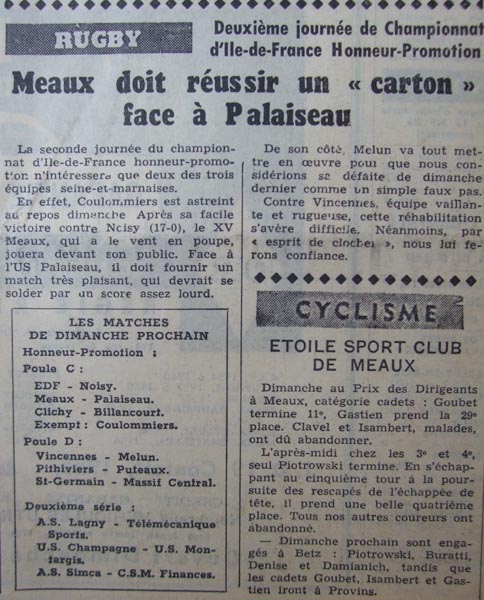 RUGBY
Deuxième journée de Championnat
d'Ile-de-France Honneur-Promotion
Meaux doit réussir un « carton »
face à Palaiseau
La seconde journée du champion-
nat d'Ile-de-France honneur-promo-
tion n'intéressera que deux des trois
équipes seine-et-marnaises.
En effet, Coulommiers est astreint
au repos dimanche Après sa facile
victoire contre Noisy (17-0), le XV
Meaux, qui a le vent en poupe,
jouera devant son public. Face à
l'US Palaiseau, il doit fournir un
match très plaisant, qui devrait se
solder par un score assez lourd.
LES MATCHES
DE DIMANCHE PROCHAIN
Honneur-Promotion :
Poule C :
EDF - Noisy.
Meaux - Palaiseau.
Clichy - Billancourt.
Exempt : Coulommiers.
Poule D :
Vincennes - Melun.
Pithiviers - Puteaux.
St-Germain - Massif Central.
Deuxième série :
A.S. Lagny - Télémécanique
Sports.
U.S. Champagne - U.S. Mon-
targis.
A.S. Simca - C.S.M. Finances.
De son côté, Melun va tout met-
tre en œuvre pour que nous con-
sidérions sa défaite de dimanche
dernier comme un simple faux pas.
Contre Vincennes, équipe vaillan-
te et rugueuse, cette réhabilitation
s'avère difficile. Néanmoins, par
« esprit de clocher », nous lui fe-
rons confiance.
CYCLISME
ETOILE SPORT CLUB
DE MEAUX
Dimanche au Prix des Dirigeants
à Meaux, catégorie cadets : Goubet
termine 11e, Gastien prend la 29e
place. Clavel et Isambert, malades,
ont dû abandonner.
L'après-midi chez les 3e et 4e,
seul Piotrowski termine. En s'échap-
pant au cinquième tour à la pour-
suite des rescapés de l'échappée de
tête, il prend une belle quatrième
place. Tous nos autres coureurs ont
abandonné.
— Dimanche prochain sont enga-
gés à Betz : Piotrowski, Buratti,
Denise et Damianich, tandis que
les cadets Goubet, Isambert et Gas-
tien iront à Provins.